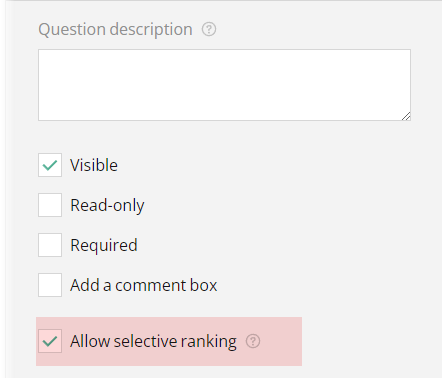 Question description
Visible
Read-only
Required
Add a comment box
Allow selective ranking